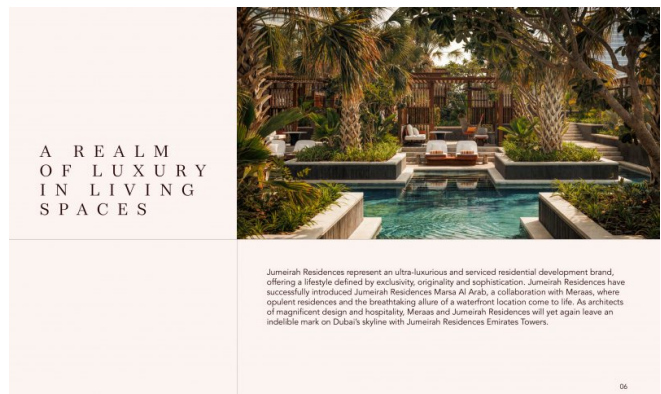 A REALM
OF LUXURY
IN LIVING
SPACES
Jumeirah Residences represent an ultra-luxurious and serviced residential development brand,
offering a lifestyle defined by exclusivity, originality and sophistication. Jumeirah Residences have
successfully introduced Jumeirah Residences Marsa Al Arab, a collaboration with Meraas, where
opulent residences and the breathtaking allure of a waterfront location come to life. As architects
of magnificent design and hospitality, Meraas and Jumeirah Residences will yet again leave an
indelible mark on Dubai's skyline with Jumeirah Residences Emirates Towers.
06